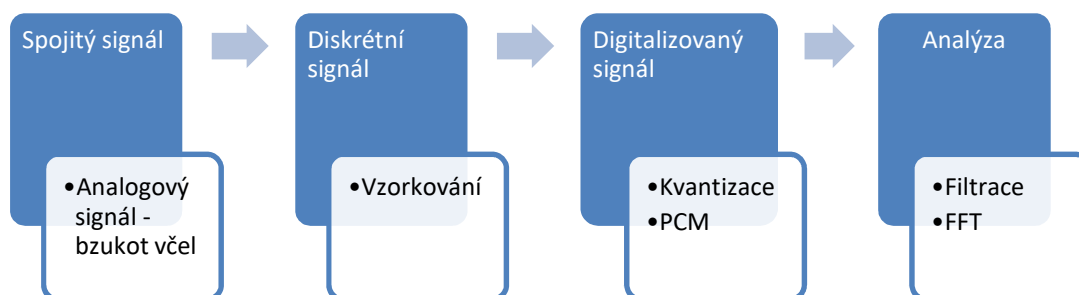 Spojitý signál
•Analogový
signál -
bzukot včel
Diskrétní
signál
•Vzorkování
Digitalizovaný
signál
•Kvantizace
•PCM
Analýza
•Filtrace
•FFT